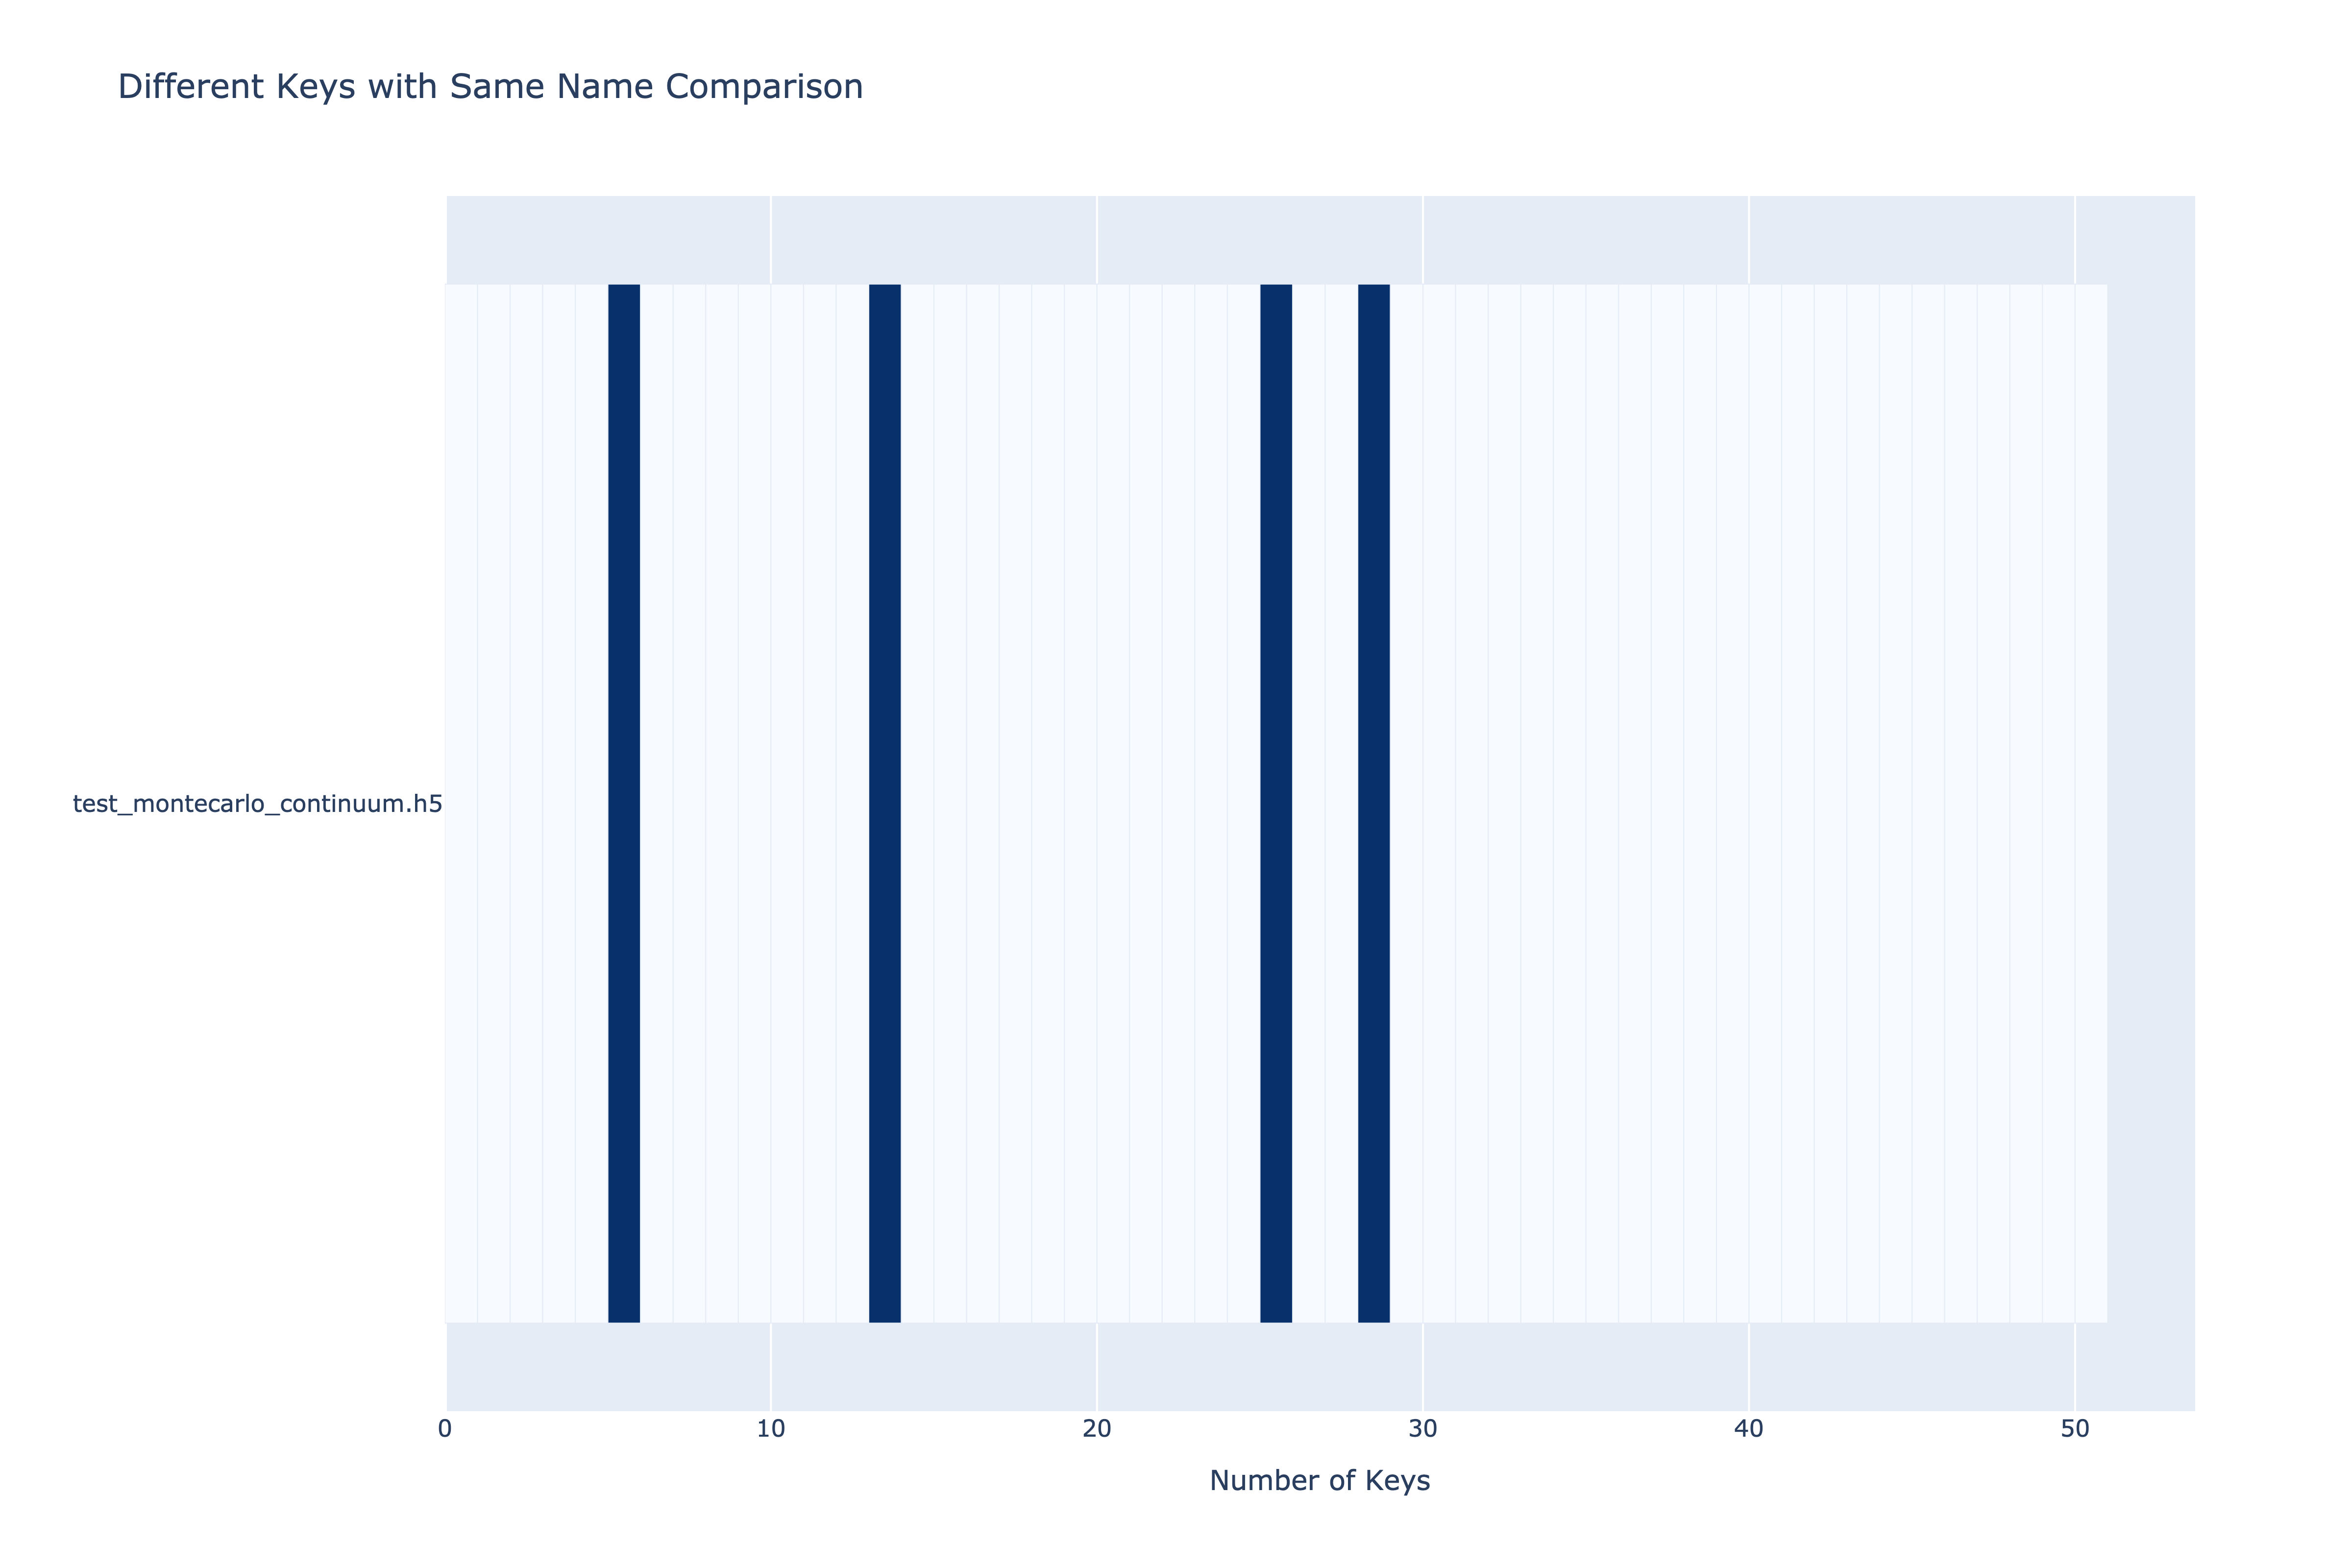 Different Keys with Same Name Comparison
test_montecarlo_continuum.h5
0 10 20 30 40 50
Number of Keys